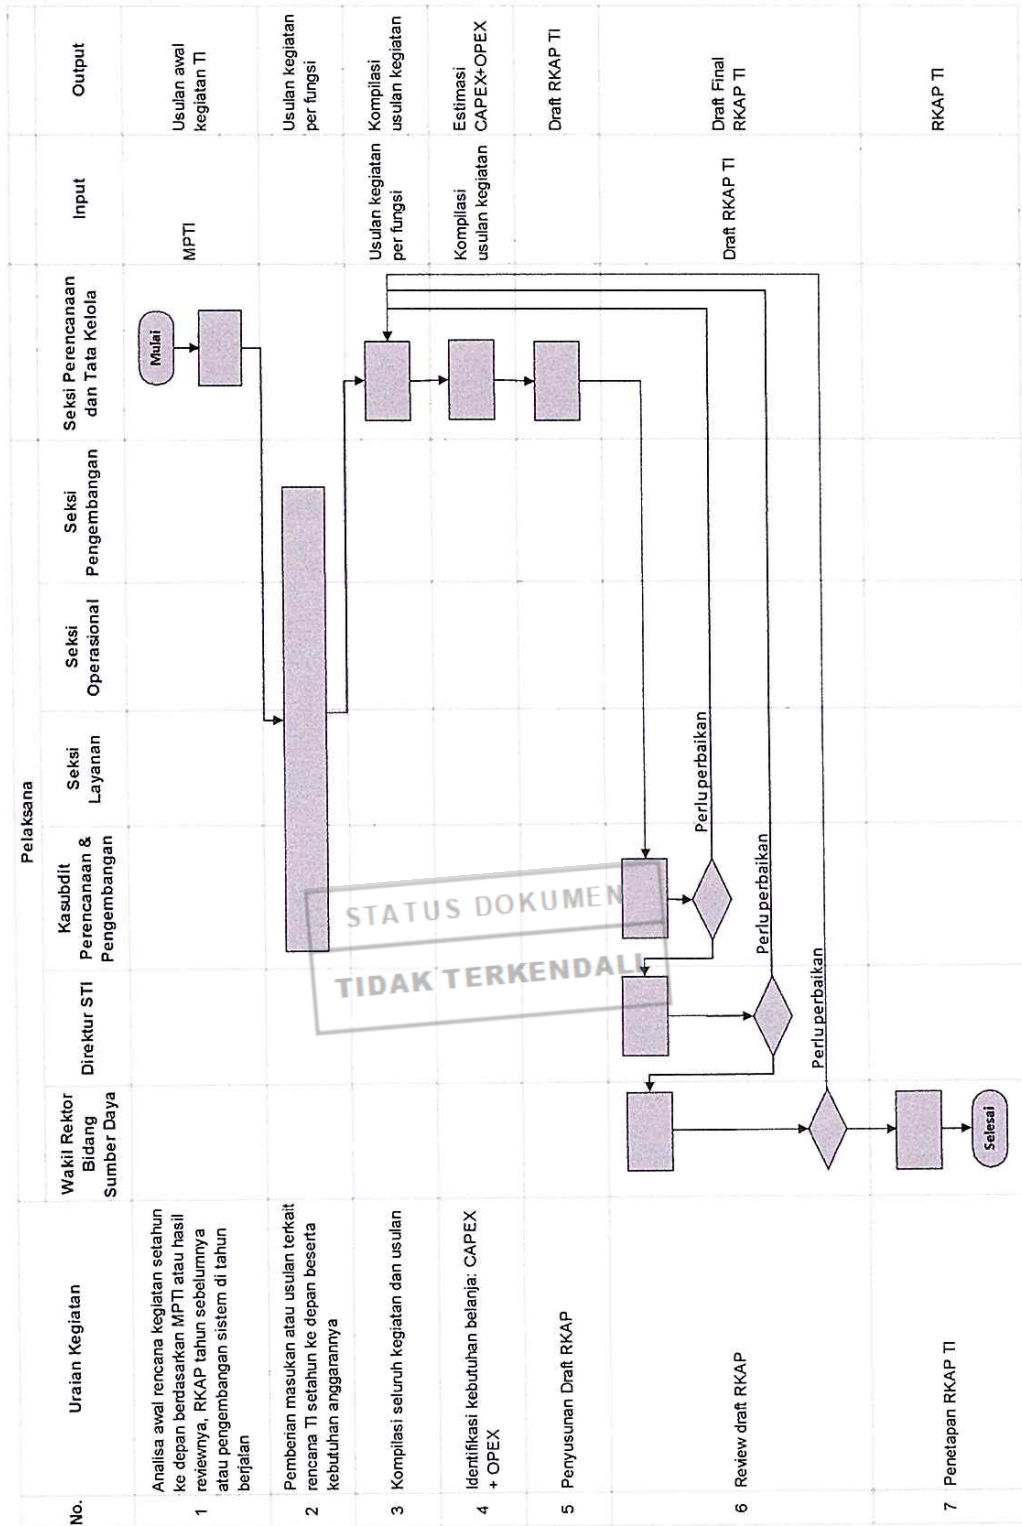 Pelaksana
No.
Uraian Kegiatan
Wakil Rektor
Bidang
Sumber Daya
Direktur STI
Kasubdit
Perencanaan &
Pengembangan
Seksi
Layanan
Seksi
Operasional
Seksi
Pengembangan
Seksi Perencanaan
dan Tata Kelola
Input
Output
1
Analisa awal rencana kegiatan setahun
ke depan berdasarkan MPTI atau hasil
reviewnya, RKAP tahun sebelumnya
atau pengembangan sistem di tahun
berjalan
Mulai
MPTI
Usulan awal
kegiatan TI
2
Pemberian masukan atau usulan terkait
rencana TI setahun ke depan beserta
kebutuhan anggarannya
Usulan kegiatan
per fungsi
3
Kompilasi seluruh kegiatan dan usulan
Usulan kegiatan
per fungsi
Kompilasi
usulan kegiatan
4
Identifikasi kebutuhan belanja: CAPEX
+ OPEX
Kompilasi
usulan kegiatan
Estimasi
CAPEX+OPEX
5
Penyusunan Draft RKAP
Draft RKAP TI
6
Review draft RKAP
Perlu perbaikan
Perlu perbaikan
Perlu perbaikan
Draft RKAP TI
Draft Final
RKAP TI
7
Penetapan RKAP TI
Selesai
RKAP TI
STATUS DOKUMEN
TIDAK TERKENDALI